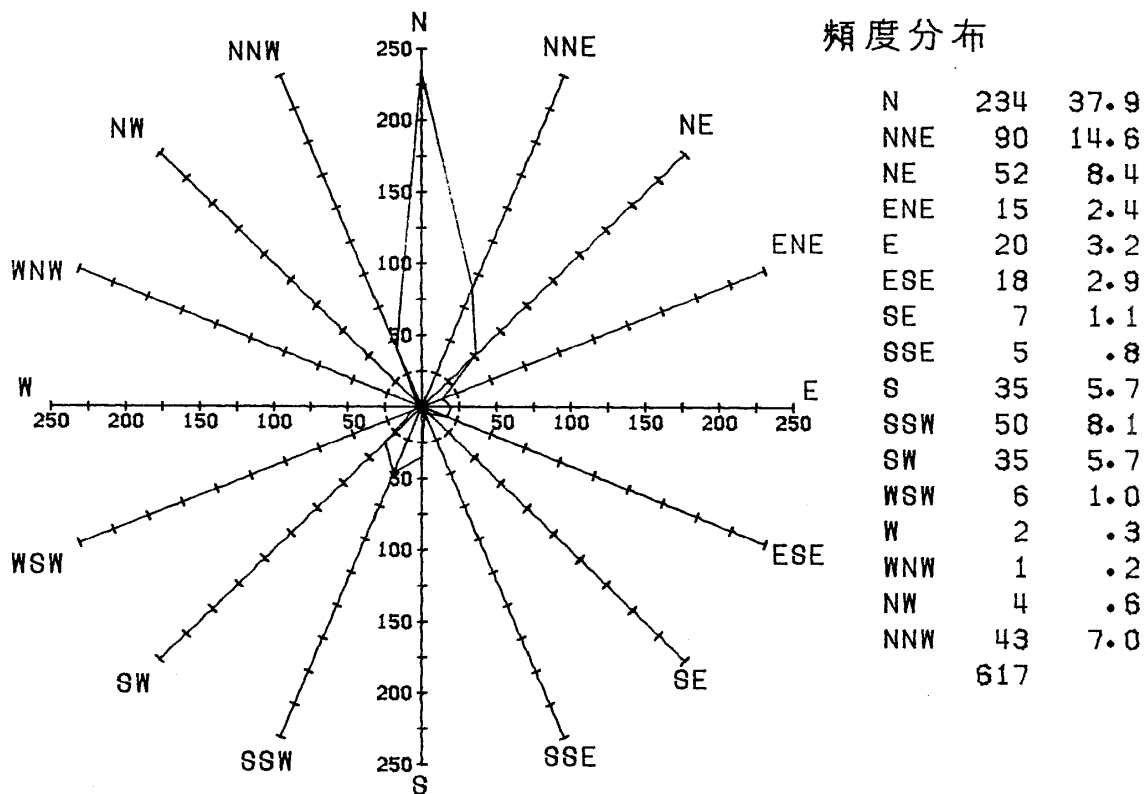 頻度分布
N
NNW
NNE
NW
NE
WNW
ENE
W
E
WSW
ESE
SW
SE
SSW
SSE
S
250
200
150
100
50
250 200 150 100 50
50 100 150 200 250
50
100
150
200
250
N 234 37.9
NNE 90 14.6
NE 52 8.4
ENE 15 2.4
E 20 3.2
ESE 18 2.9
SE 7 1.1
SSE 5 .8
S 35 5.7
SSW 50 8.1
SW 35 5.7
WSW 6 1.0
W 2 .3
WNW 1 .2
NW 4 .6
NNW 43 7.0
617